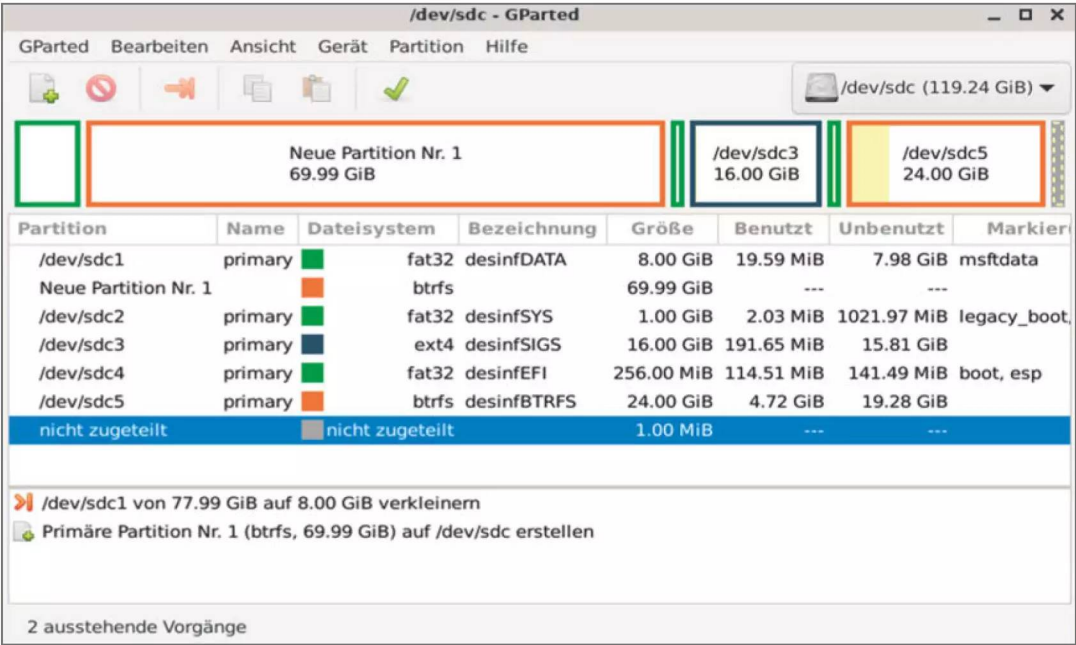 /dev/sdc - GParted
GParted Bearbeiten Ansicht Gerät Partition Hilfe
/dev/sdc (119.24 GiB)
Neue Partition Nr. 1
69.99 GiB
/dev/sdc3
16.00 GiB
/dev/sdc5
24.00 GiB
Partition Name Dateisystem Bezeichnung Größe Benutzt Unbenutzt Markier
/dev/sdc1 primary fat32 desinfDATA 8.00 GiB 19.59 MiB 7.98 GiB msftdata
Neue Partition Nr. 1 btrfs 69.99 GiB --- ---
/dev/sdc2 primary fat32 desinfSYS 1.00 GiB 2.03 MiB 1021.97 MiB legacy_boot,
/dev/sdc3 primary ext4 desinfSIGS 16.00 GiB 191.65 MiB 15.81 GiB
/dev/sdc4 primary fat32 desinfEFI 256.00 MiB 114.51 MiB 141.49 MiB boot, esp
/dev/sdc5 primary btrfs desinfBTRFS 24.00 GiB 4.72 GiB 19.28 GiB
nicht zugeteilt nicht zugeteilt 1.00 MiB --- ---
/dev/sdc1 von 77.99 GiB auf 8.00 GiB verkleinern
Primäre Partition Nr. 1 (btrfs, 69.99 GiB) auf /dev/sdc erstellen
2 ausstehende Vorgänge